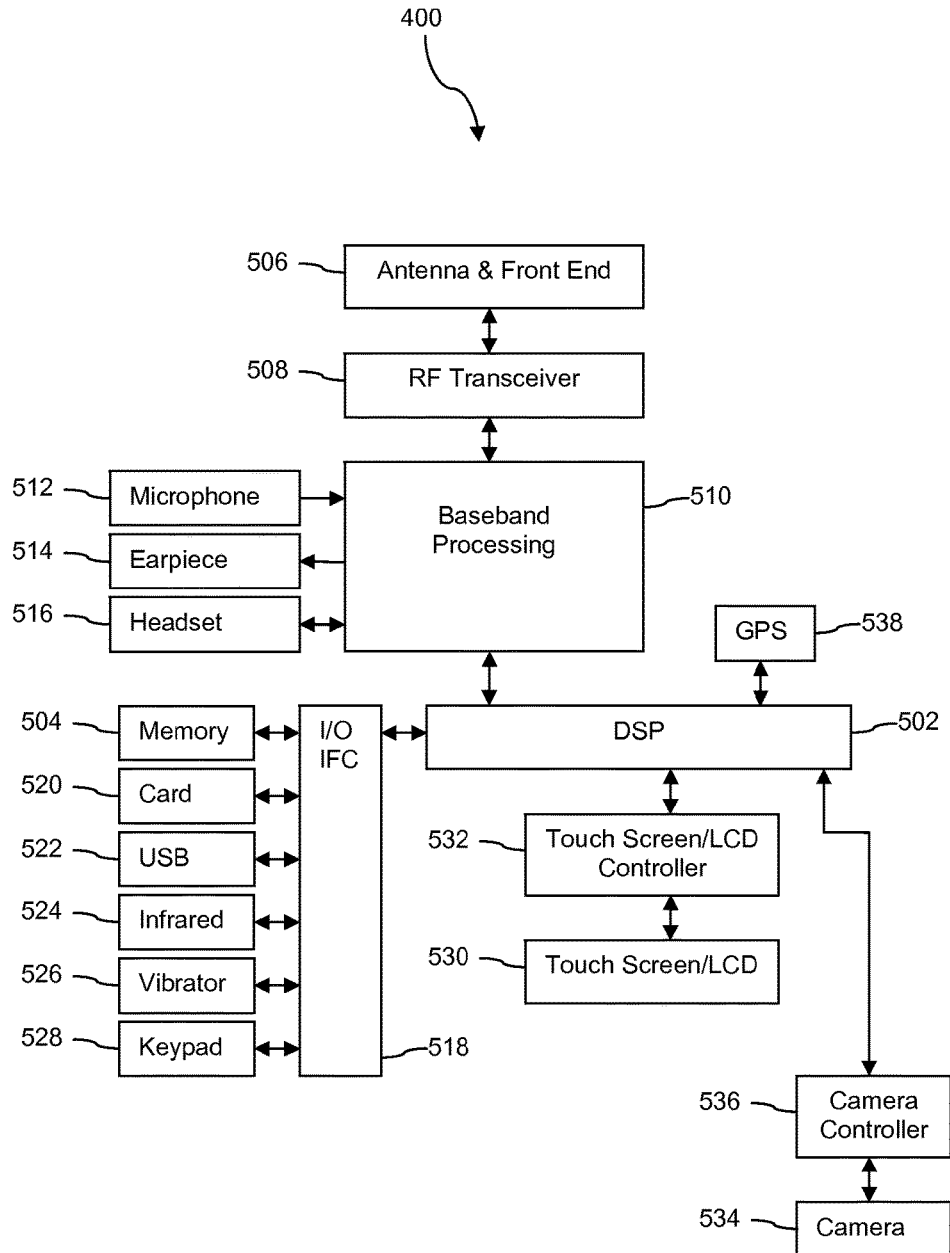 400
506
Antenna & Front End
508
RF Transceiver
512
Microphone
Baseband
Processing
510
514
Earpiece
516
Headset
GPS
538
504
Memory
I/O
IFC
DSP
502
520
Card
522
USB
532
Touch Screen/LCD
Controller
524
Infrared
530
Touch Screen/LCD
526
Vibrator
528
Keypad
518
536
Camera
Controller
534
Camera